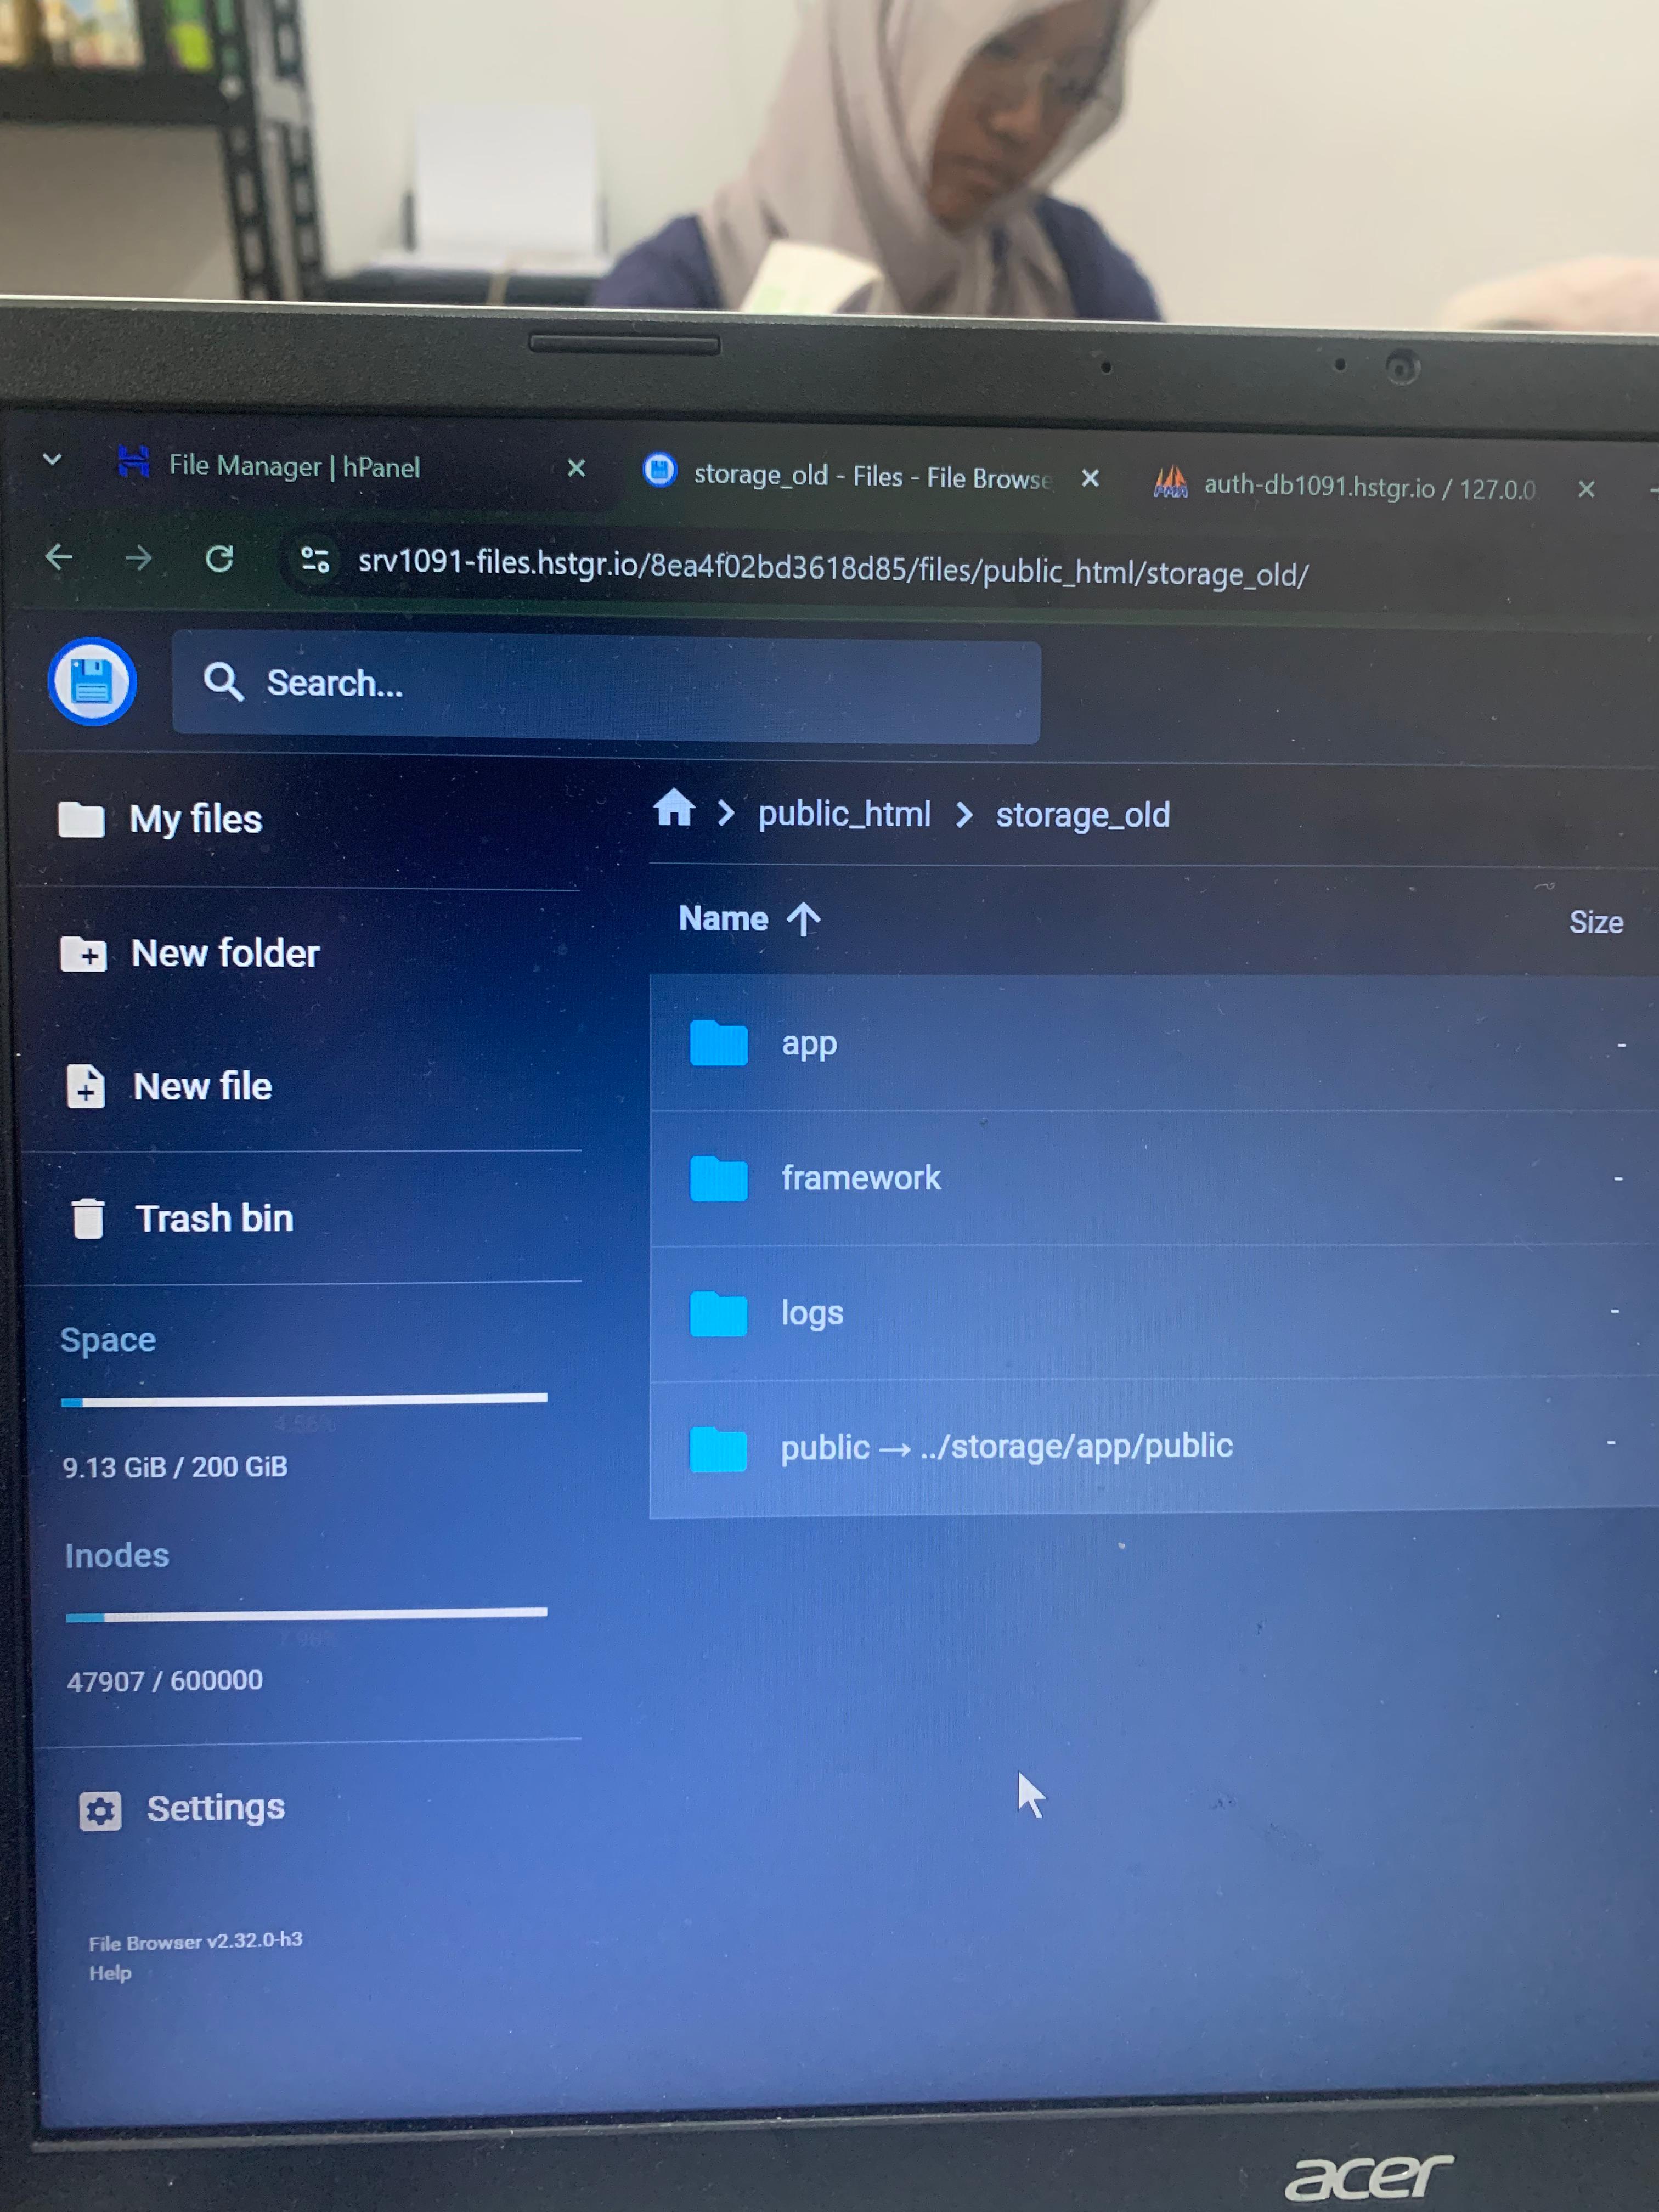 File Manager | hPanel
storage_old - Files - File Browse
auth-db1091.hstgr.io / 127.0.0
srv1091-files.hstgr.io/8ea4f02bd3618d85/files/public_html/storage_old/
Search...
My files
public_html
storage_old
New folder
New file
Trash bin
Space
4.56%
9.13 GiB / 200 GiB
Inodes
7.98%
47907 / 600000
Settings
File Browser v2.32.0-h3
Help
Name
Size
app
-
framework
-
logs
-
public → ../storage/app/public
-
acer